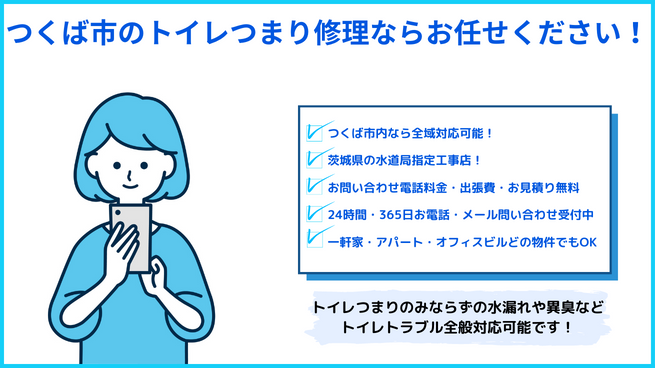 つくば市のトイレつまり修理ならお任せください！
つくば市内なら全域対応可能！
茨城県の水道局指定工事店！
お問い合わせ電話料金・出張費・お見積り無料
24時間・365日お電話・メール問い合わせ受付中
一軒家・アパート・オフィスビルどの物件でもOK
トイレつまりのみならずの水漏れや異臭など
トイレトラブル全般対応可能です！